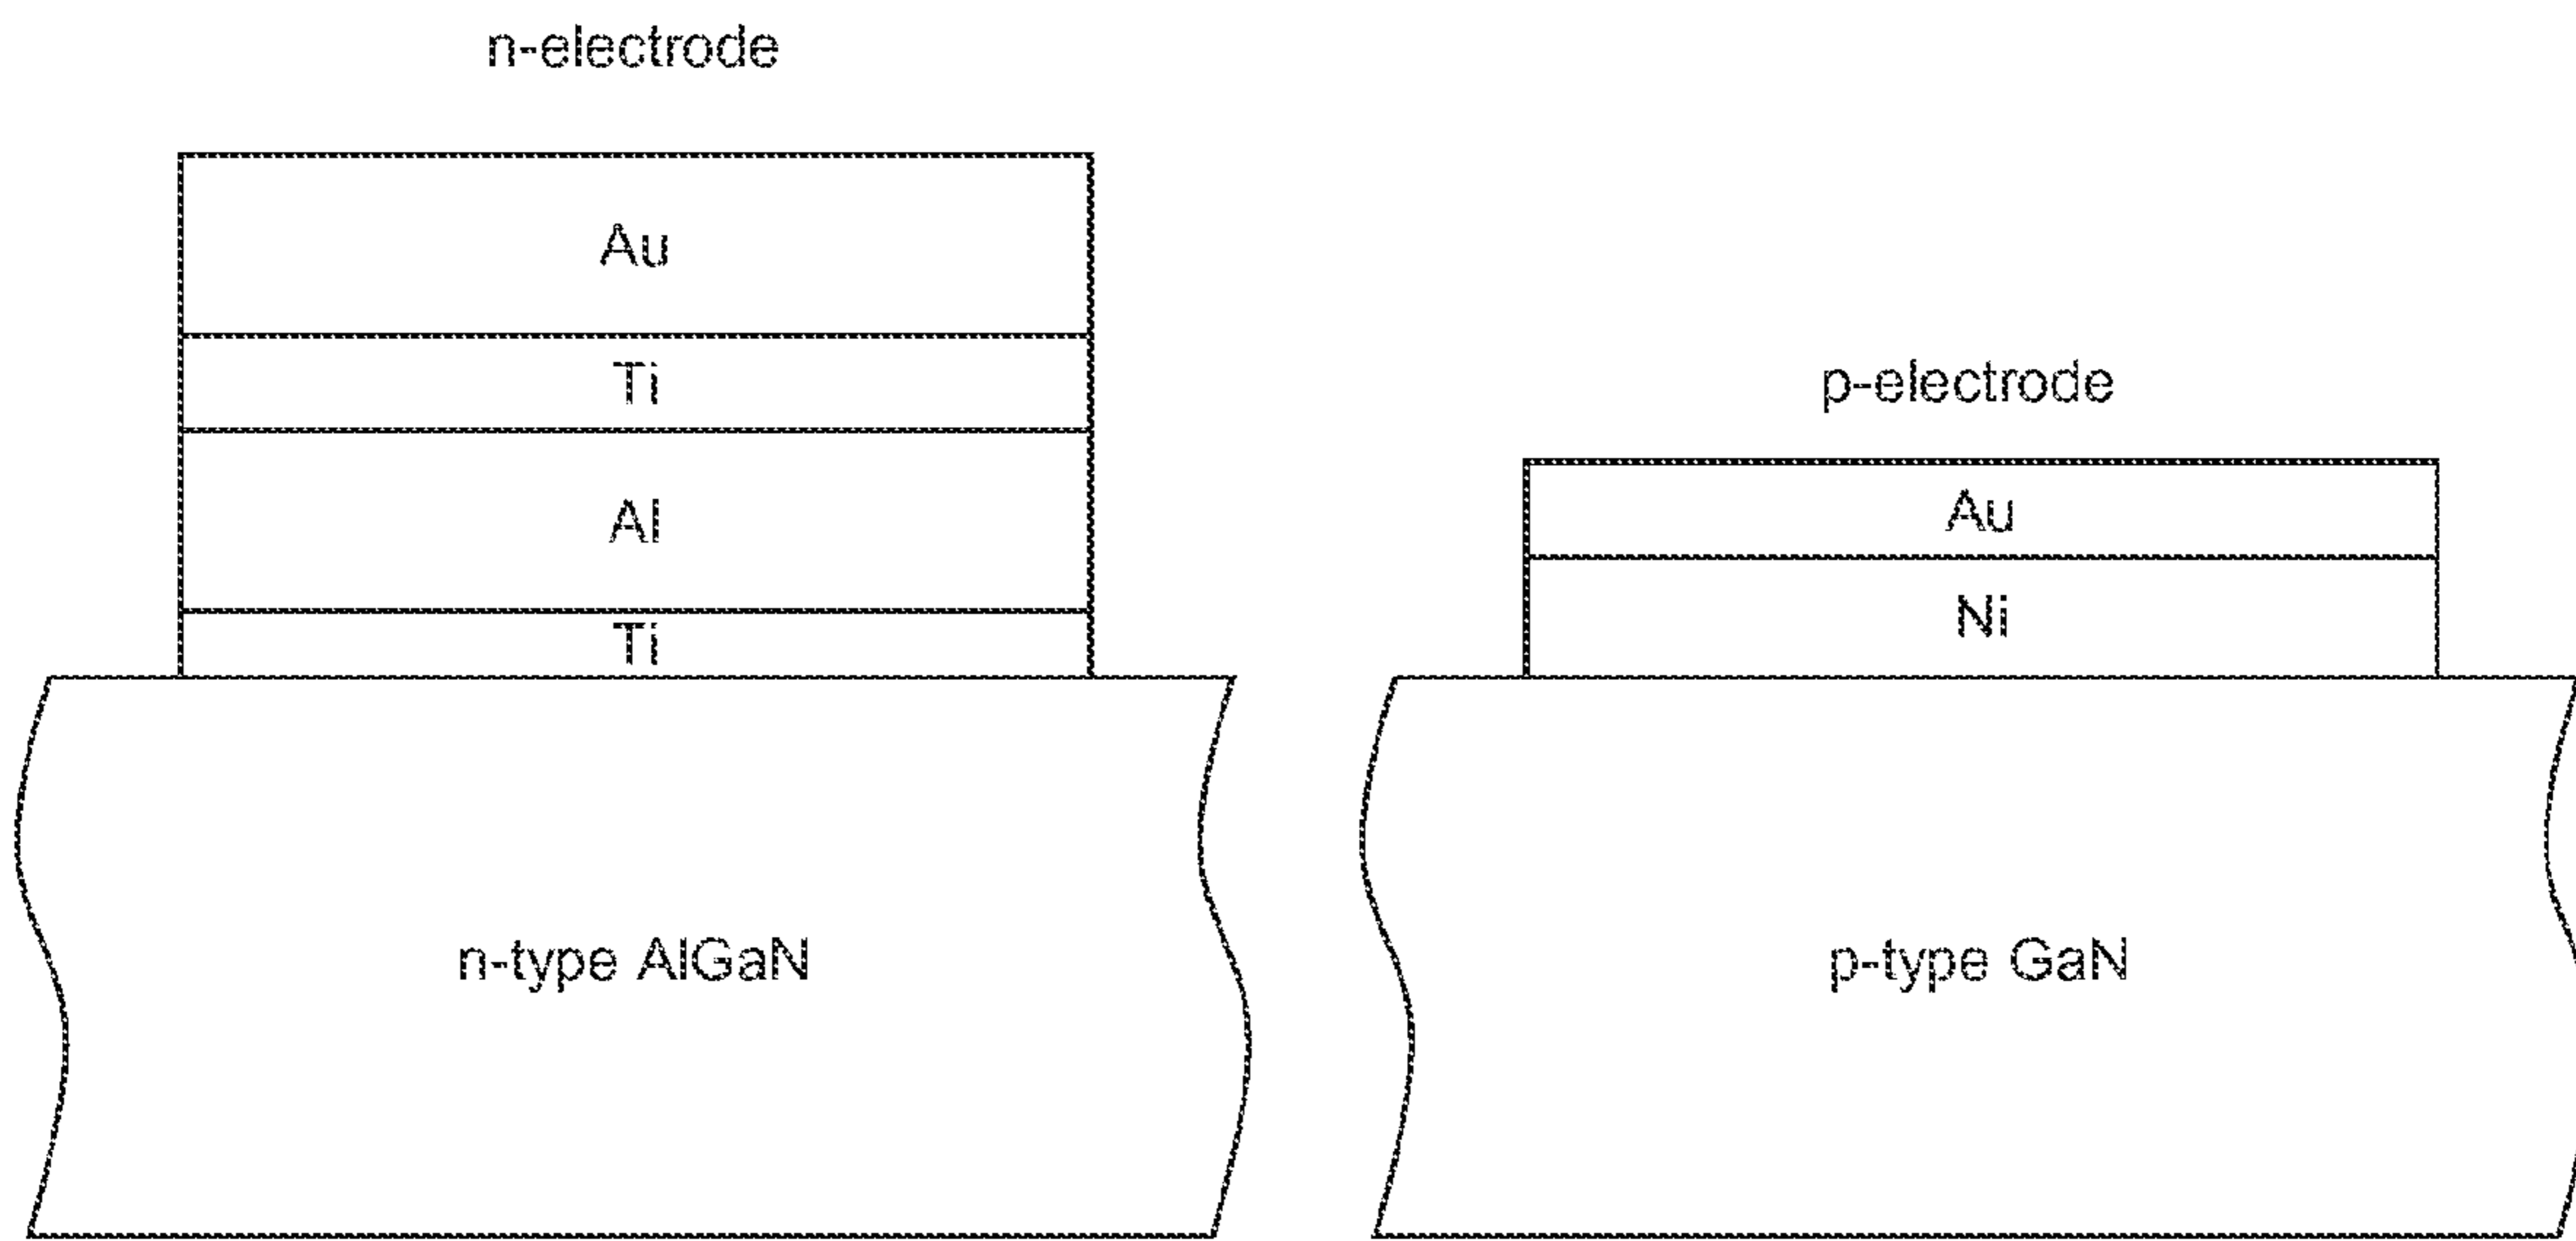 n-electrode
Au
Ti
Al
Ti
n-type AlGaN
p-electrode
Au
Ni
p-type GaN